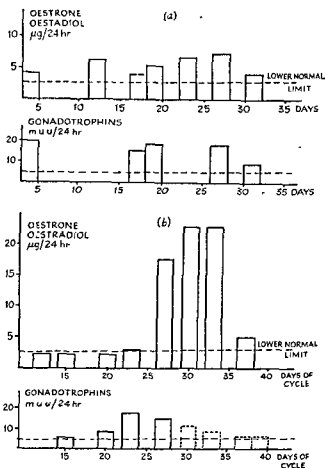 OESTRONE (a)
OESTADIOL
µg/24 hr
10
5
LOWER NORMAL
LIMIT
5 10 15 20 25 30 35 DAYS
GONADOTROPHINS
m u u/24 hr
20
10
5 10 15 20 25 30 35 DAYS
OESTRONE (b)
OESTRADIOL
µg/24 hr
20
15
10
5
LOWER NORMAL
LIMIT
15 20 25 30 35 40 DAYS OF
CYCLE
GONADOTROPHINS
m u u/24 hr
20
10
15 20 25 30 35 40 DAYS OF
CYCLE